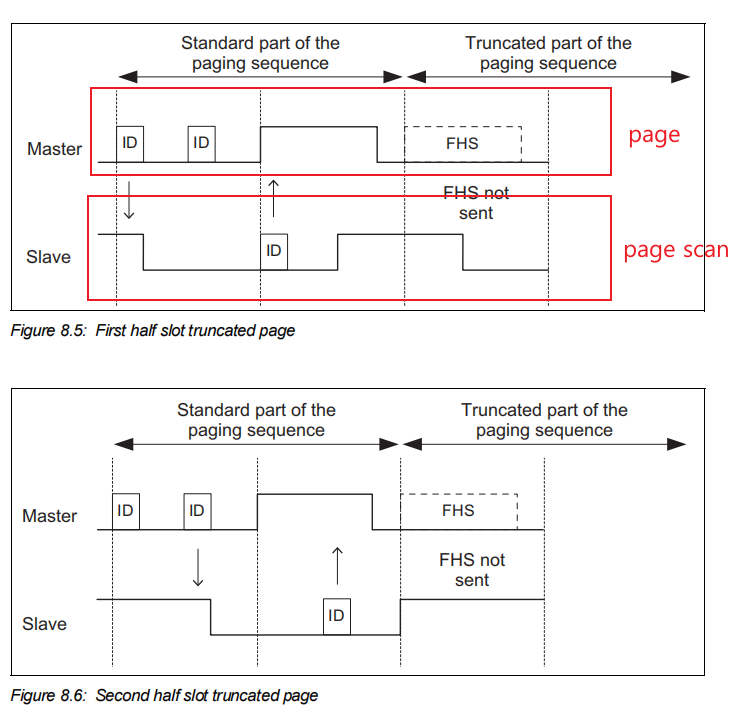 Standard part of the
paging sequence
Truncated part of the
paging sequence
Master
ID
ID
FHS
page
FHS not
sent
Slave
ID
page scan
Figure 8.5: First half slot truncated page
Standard part of the
paging sequence
Truncated part of the
paging sequence
Master
ID
ID
FHS
FHS not
sent
Slave
ID
Figure 8.6: Second half slot truncated page